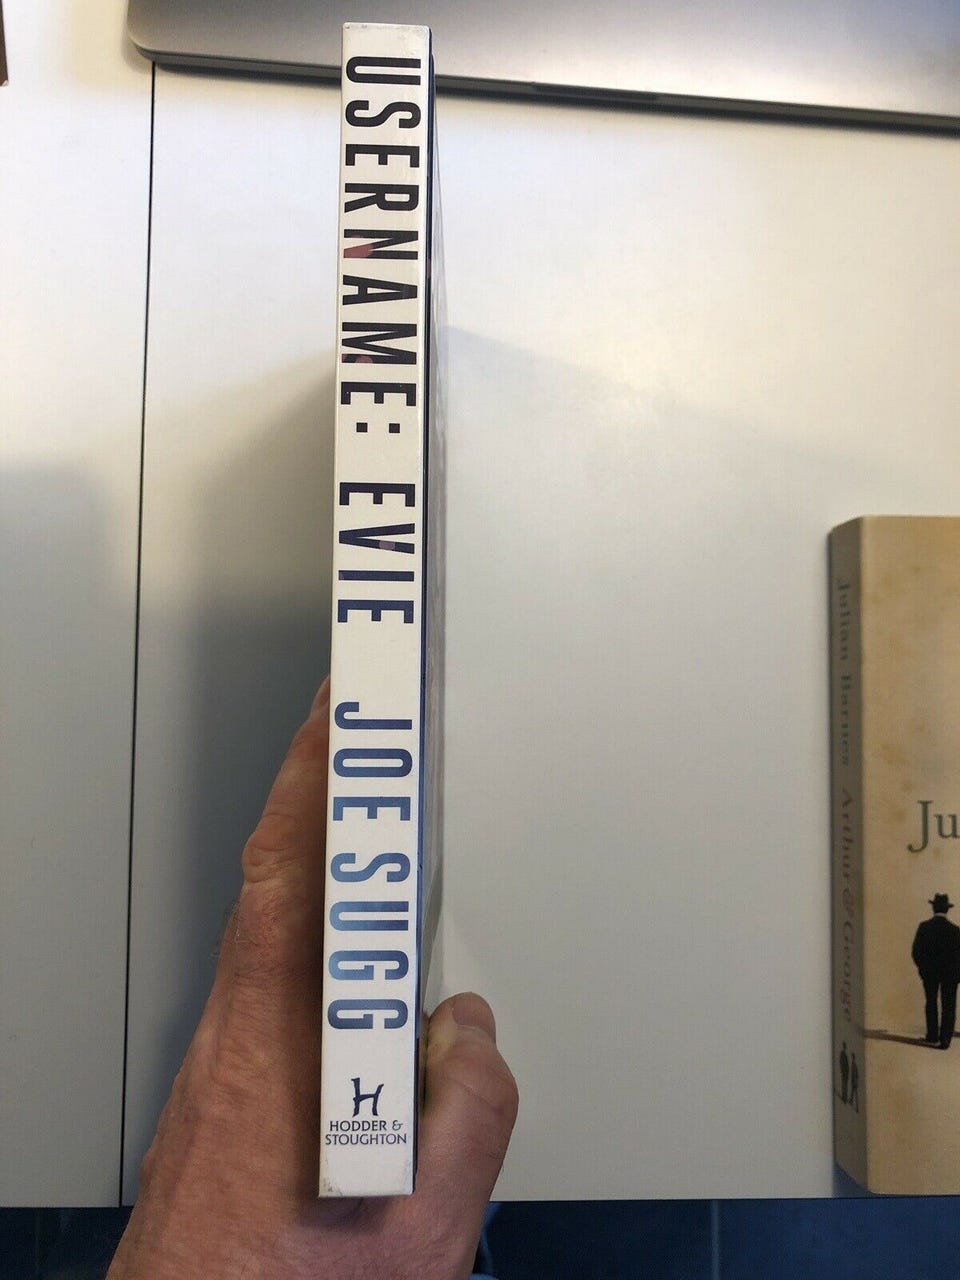 USERNAME: EVIE JOE SUGG
H
HODDER &
STOUGHTON
Julian Barnes Arthur & George
Ju